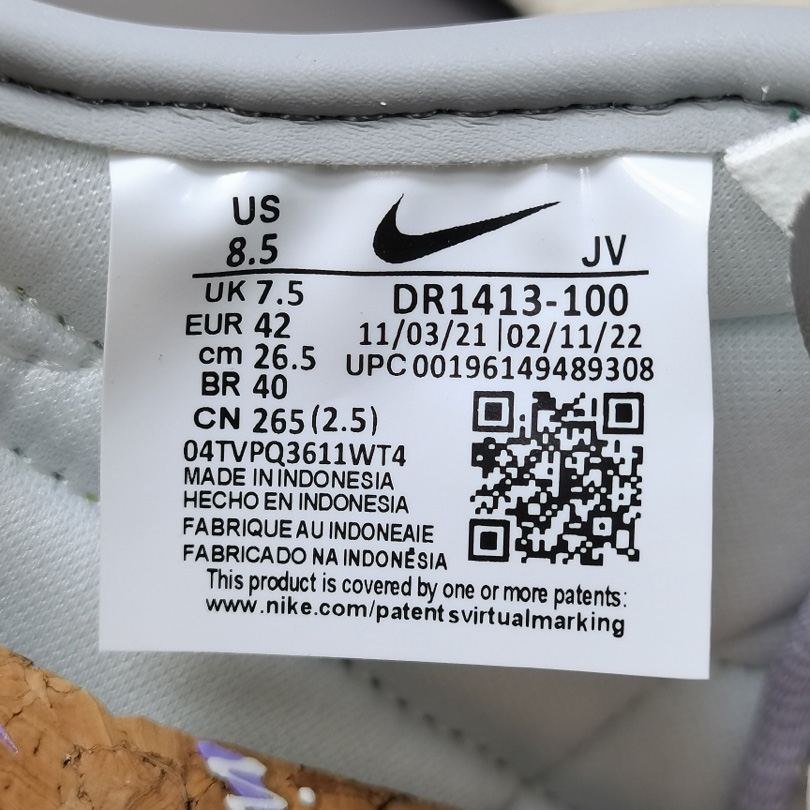 US
8.5
JV
UK 7.5
DR1413-100
EUR 42
11/03/21 | 02/11/22
cm 26.5
UPC 00196149489308
BR 40
CN 265 (2.5)
04TVPQ3611WT4
MADE IN INDONESIA
HECHO EN INDONESIA
FABRIQUE AU INDONEAIE
FABRICADO NA INDONÉSIA
This product is covered by one or more patents:
www.nike.com/patentsvirtualmarking